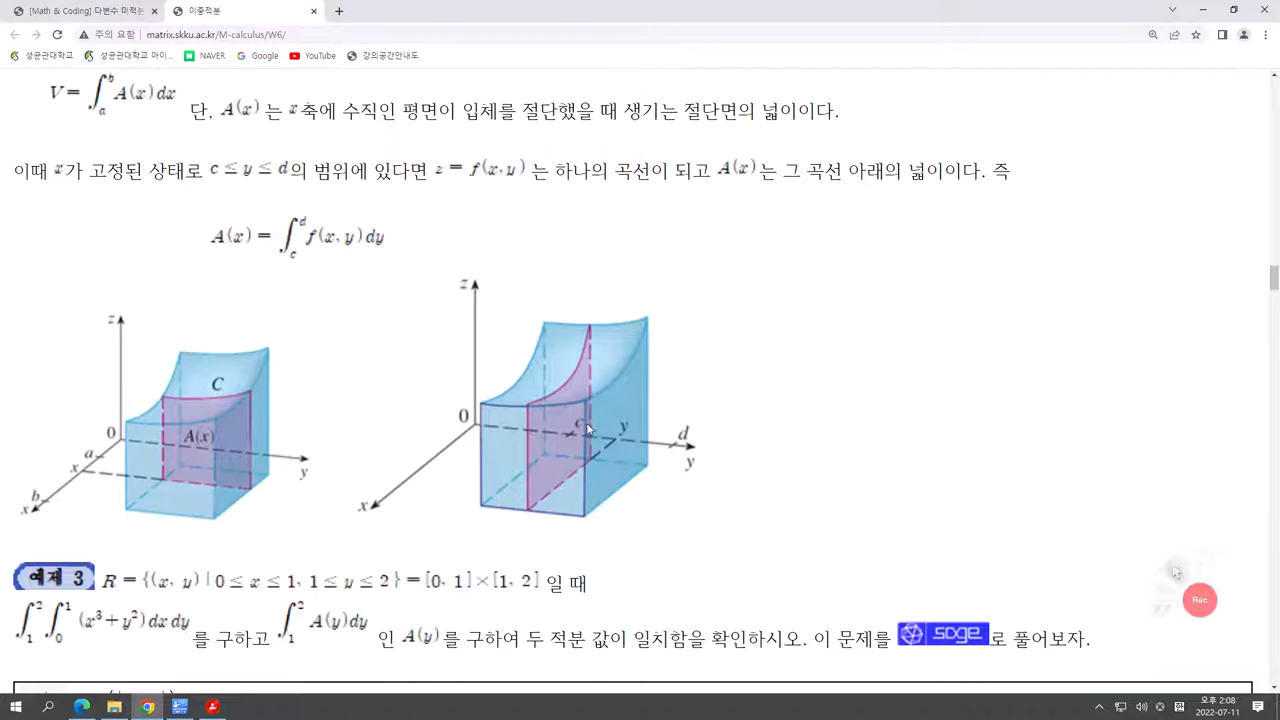 [Math & Coding] 다변수 미적분
이중적분
주의 요함
matrix.skku.ac.kr/M-calculus/W6/
성균관대학교
성균관대학교 아이...
NAVER
Google
YouTube
강의공간안내도
V = ∫_a^b A(x) dx 단, A(x) 는 x축에 수직인 평면이 입체를 절단했을 때 생기는 절단면의 넓이이다.
이때 x가 고정된 상태로 c ≤ y ≤ d의 범위에 있다면 z = f(x, y) 는 하나의 곡선이 되고 A(x)는 그 곡선 아래의 넓이이다. 즉
A(x) = ∫_c^d f(x, y) dy
z
C
0
A(x)
a
x
b
x
y
z
0
c
y
d
y
x
예제 3 R = {(x, y) | 0 ≤ x ≤ 1, 1 ≤ y ≤ 2} = [0, 1]×[1, 2] 일 때
∫_1^2 ∫_0^1 (x³ + y²) dx dy 를 구하고 ∫_1^2 A(y) dy 인 A(y)를 구하여 두 적분 값이 일치함을 확인하시오. 이 문제를 sage 로 풀어보자.
Rec
오후 2:08
2022-07-11